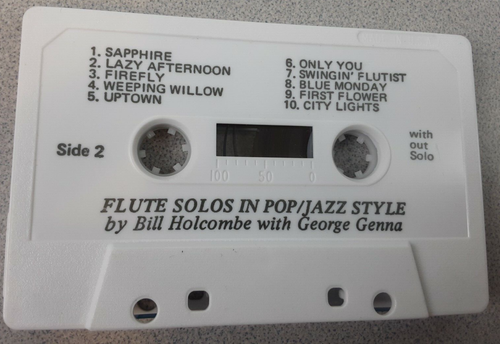 1. SAPPHIRE
2. LAZY AFTERNOON
3. FIREFLY
4. WEEPING WILLOW
5. UPTOWN
6. ONLY YOU
7. SWINGIN' FLUTIST
8. BLUE MONDAY
9. FIRST FLOWER
10. CITY LIGHTS
Side 2
with
out
Solo
100 50 0
FLUTE SOLOS IN POP/JAZZ STYLE
by Bill Holcombe with George Genna